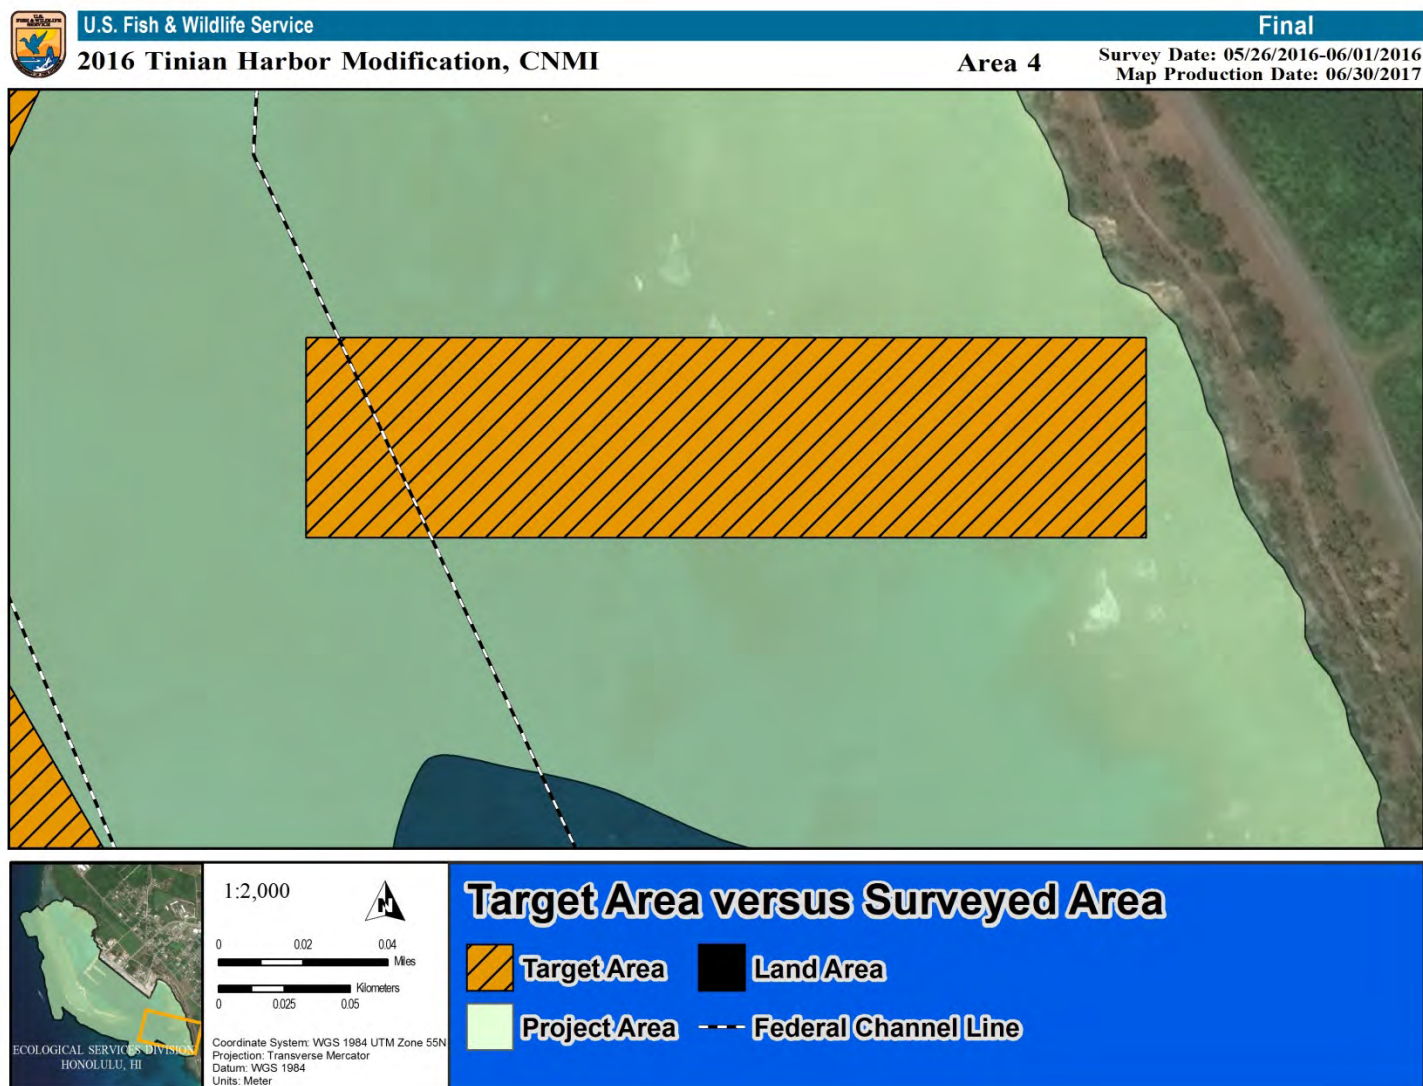 U.S.
FISH & WILDLIFE
SERVICE
U.S. Fish & Wildlife Service
Final
2016 Tinian Harbor Modification, CNMI
Area 4
Survey Date: 05/26/2016-06/01/2016
Map Production Date: 06/30/2017
1:2,000
N
0 0.02 0.04
Miles
Kilometers
0 0.025 0.05
Coordinate System: WGS 1984 UTM Zone 55N
Projection: Transverse Mercator
Datum: WGS 1984
Units: Meter
ECOLOGICAL SERVICES DIVISION
HONOLULU, HI
Target Area versus Surveyed Area
Target Area
Land Area
Project Area
Federal Channel Line